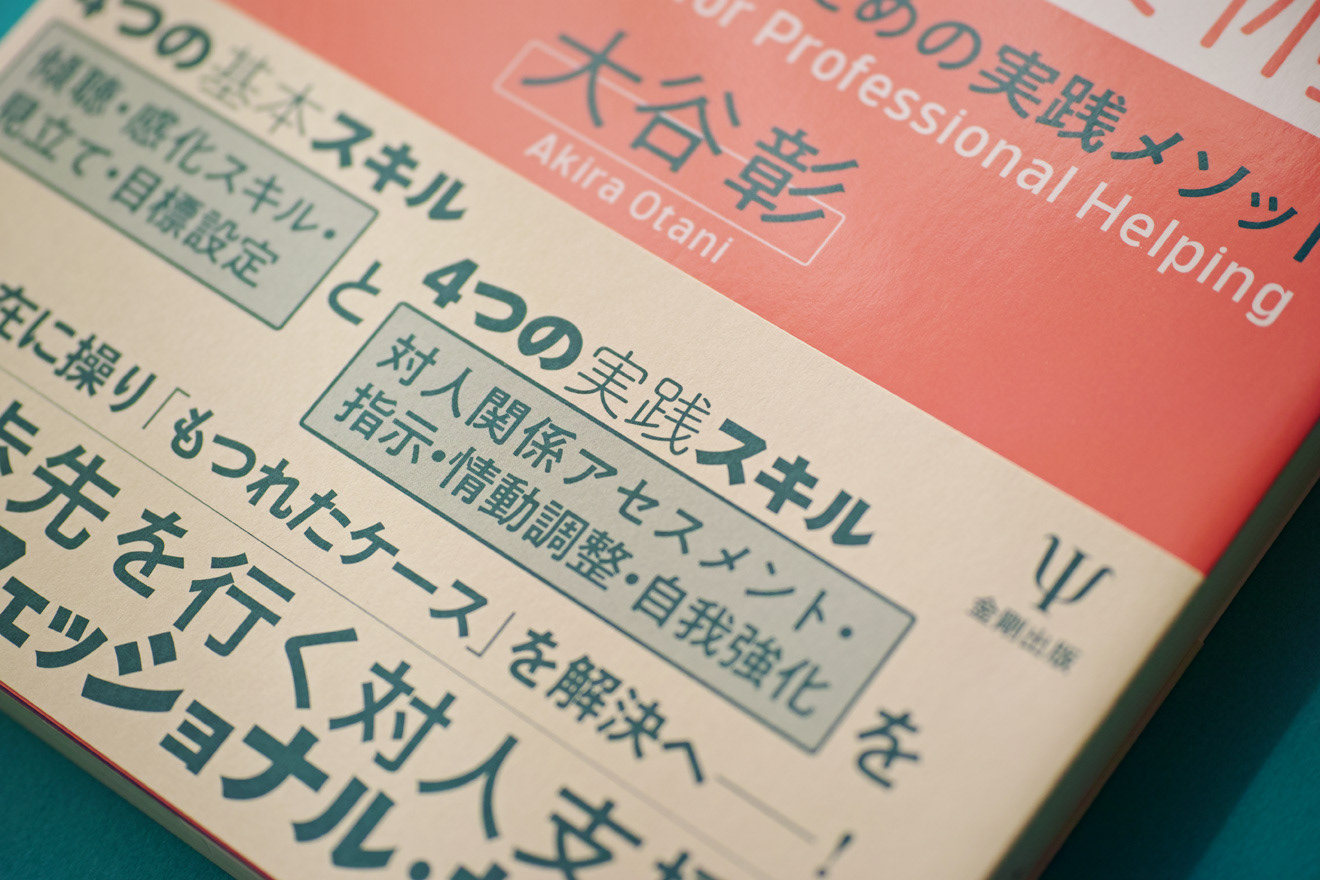 ための実践メソッド
for Professional Helping
大谷 彰
Akira Otani
4つの基本スキル
傾聴・感化スキル・
見立て・目標設定
と
4つの実践スキル
対人関係アセスメント・
指示・情動調整・自我強化
を
在に操り「もつれたケース」を解決へ――!
歩先を行く対人支援
フェッショナル・
金剛出版